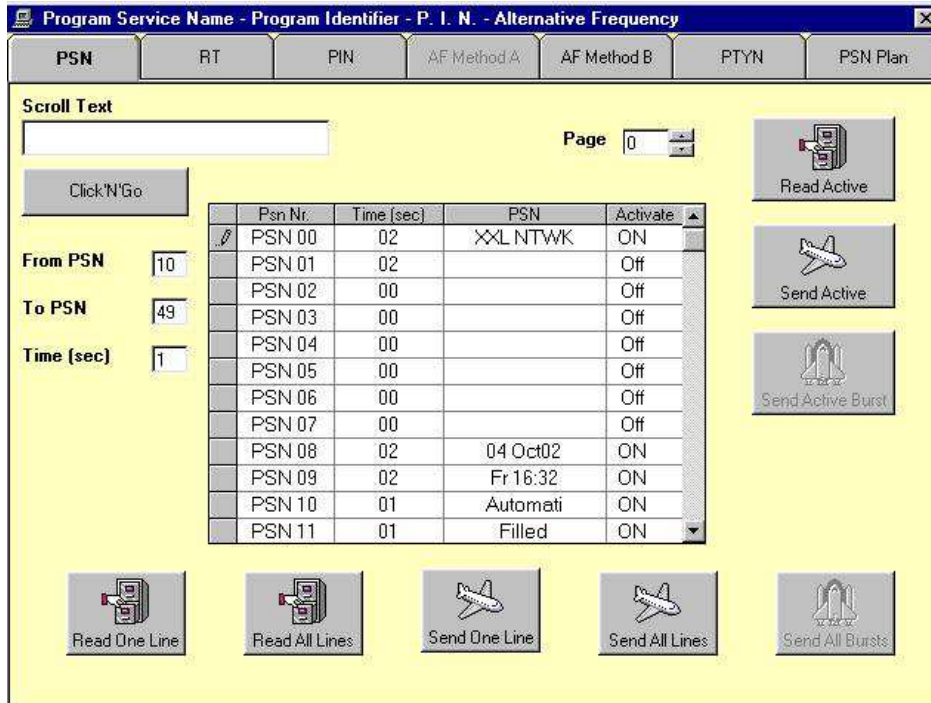 Program Service Name - Program Identifier - P. I. N. - Alternative Frequency
PSN RT PIN AF Method A AF Method B PTYN PSN Plan
Scroll Text
Page 0
Read Active
Click'N'Go
Psn Nr. Time (sec) PSN Activate
PSN 00 02 XXL NTWK ON
From PSN 10
PSN 01 02 Off
PSN 02 00 Off
Send Active
To PSN 49
PSN 03 00 Off
Time (sec) 1
PSN 04 00 Off
PSN 05 00 Off
PSN 06 00 Off
Send Active Burst
PSN 07 00 Off
PSN 08 02 04 Oct02 ON
PSN 09 02 Fr 16:32 ON
PSN 10 01 Automati ON
PSN 11 01 Filled ON
Read One Line Read All Lines Send One Line Send All Lines Send All Bursts